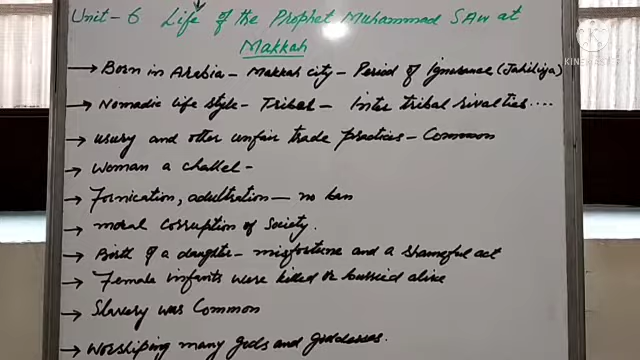 Unit - 6 Life of the Prophet Muhammad SAW at
Makkah
→ Born in Arabia - Makkah city - Period of Ignorance (Jahiliya)
→ Nomadic life style - Tribal - Inter tribal rivalties....
→ usury and other unfair trade practices - Common
→ Woman a chattel -
→ Fornication, adultration - no ban
→ moral Corruption of Society.
→ Birth of a daughter - misfortune and a shameful act
→ Female infants were killed or burried alive
→ Slavery was Common
→ Worshiping many gods and goddesses.